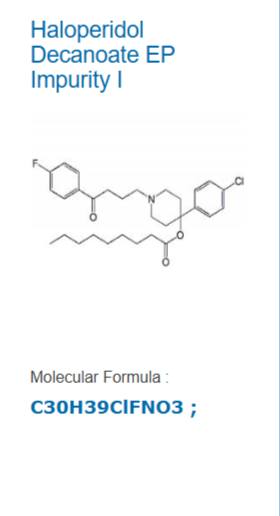 Haloperidol
Decanoate EP
Impurity I
F
Cl
N
O
O
O
Molecular Formula :
C30H39ClFNO3 ;